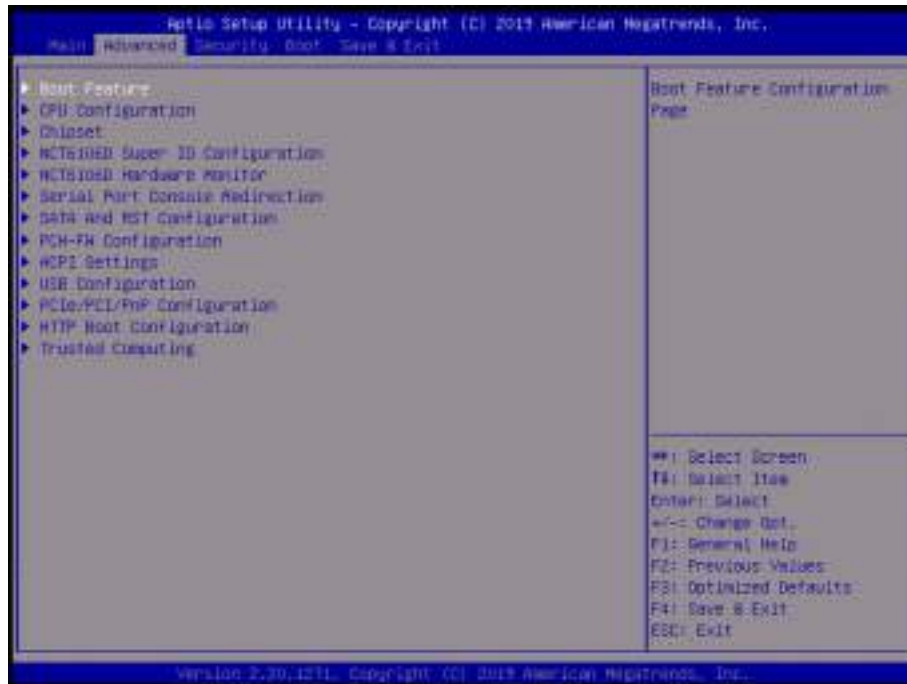 Aptio Setup Utility – Copyright (C) 2019 American Megatrends, Inc.
Main Advanced Security Boot Save & Exit
Boot Feature
CPU Configuration
Chipset
NCT6106D Super IO Configuration
NCT6106D Hardware Monitor
Serial Port Console Redirection
SATA And RST Configuration
PCH-FW Configuration
ACPI Settings
USB Configuration
PCIe/PCI/PnP Configuration
HTTP Boot Configuration
Trusted Computing
Boot Feature Configuration
Page
: Select Screen
: Select Item
Enter: Select
+/-: Change Opt.
F1: General Help
F2: Previous Values
F3: Optimized Defaults
F4: Save & Exit
ESC: Exit
Version 2.20.1271. Copyright (C) 2019 American Megatrends, Inc.